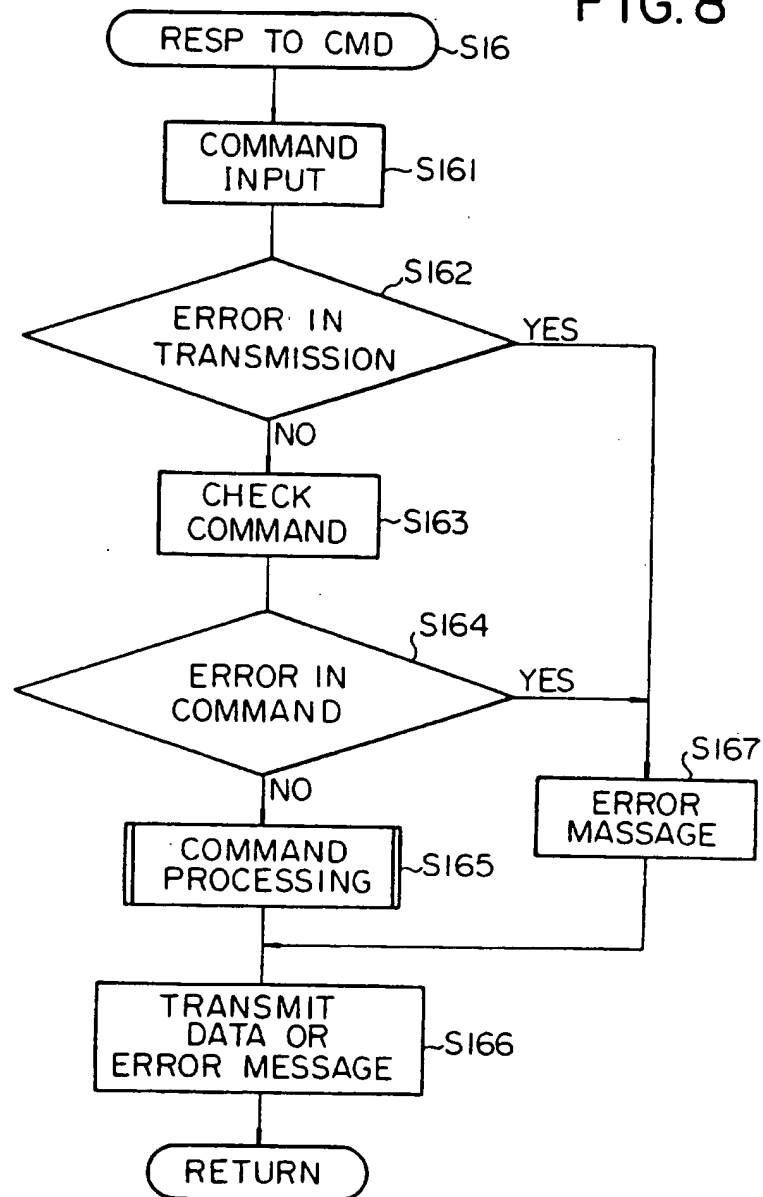 FIG. 8
RESP TO CMD
S16
COMMAND
INPUT
S161
S162
ERROR IN
TRANSMISSION
YES
NO
CHECK
COMMAND
S163
S164
ERROR IN
COMMAND
YES
NO
S167
ERROR
MASSAGE
COMMAND
PROCESSING
S165
TRANSMIT
DATA OR
ERROR MESSAGE
S166
RETURN